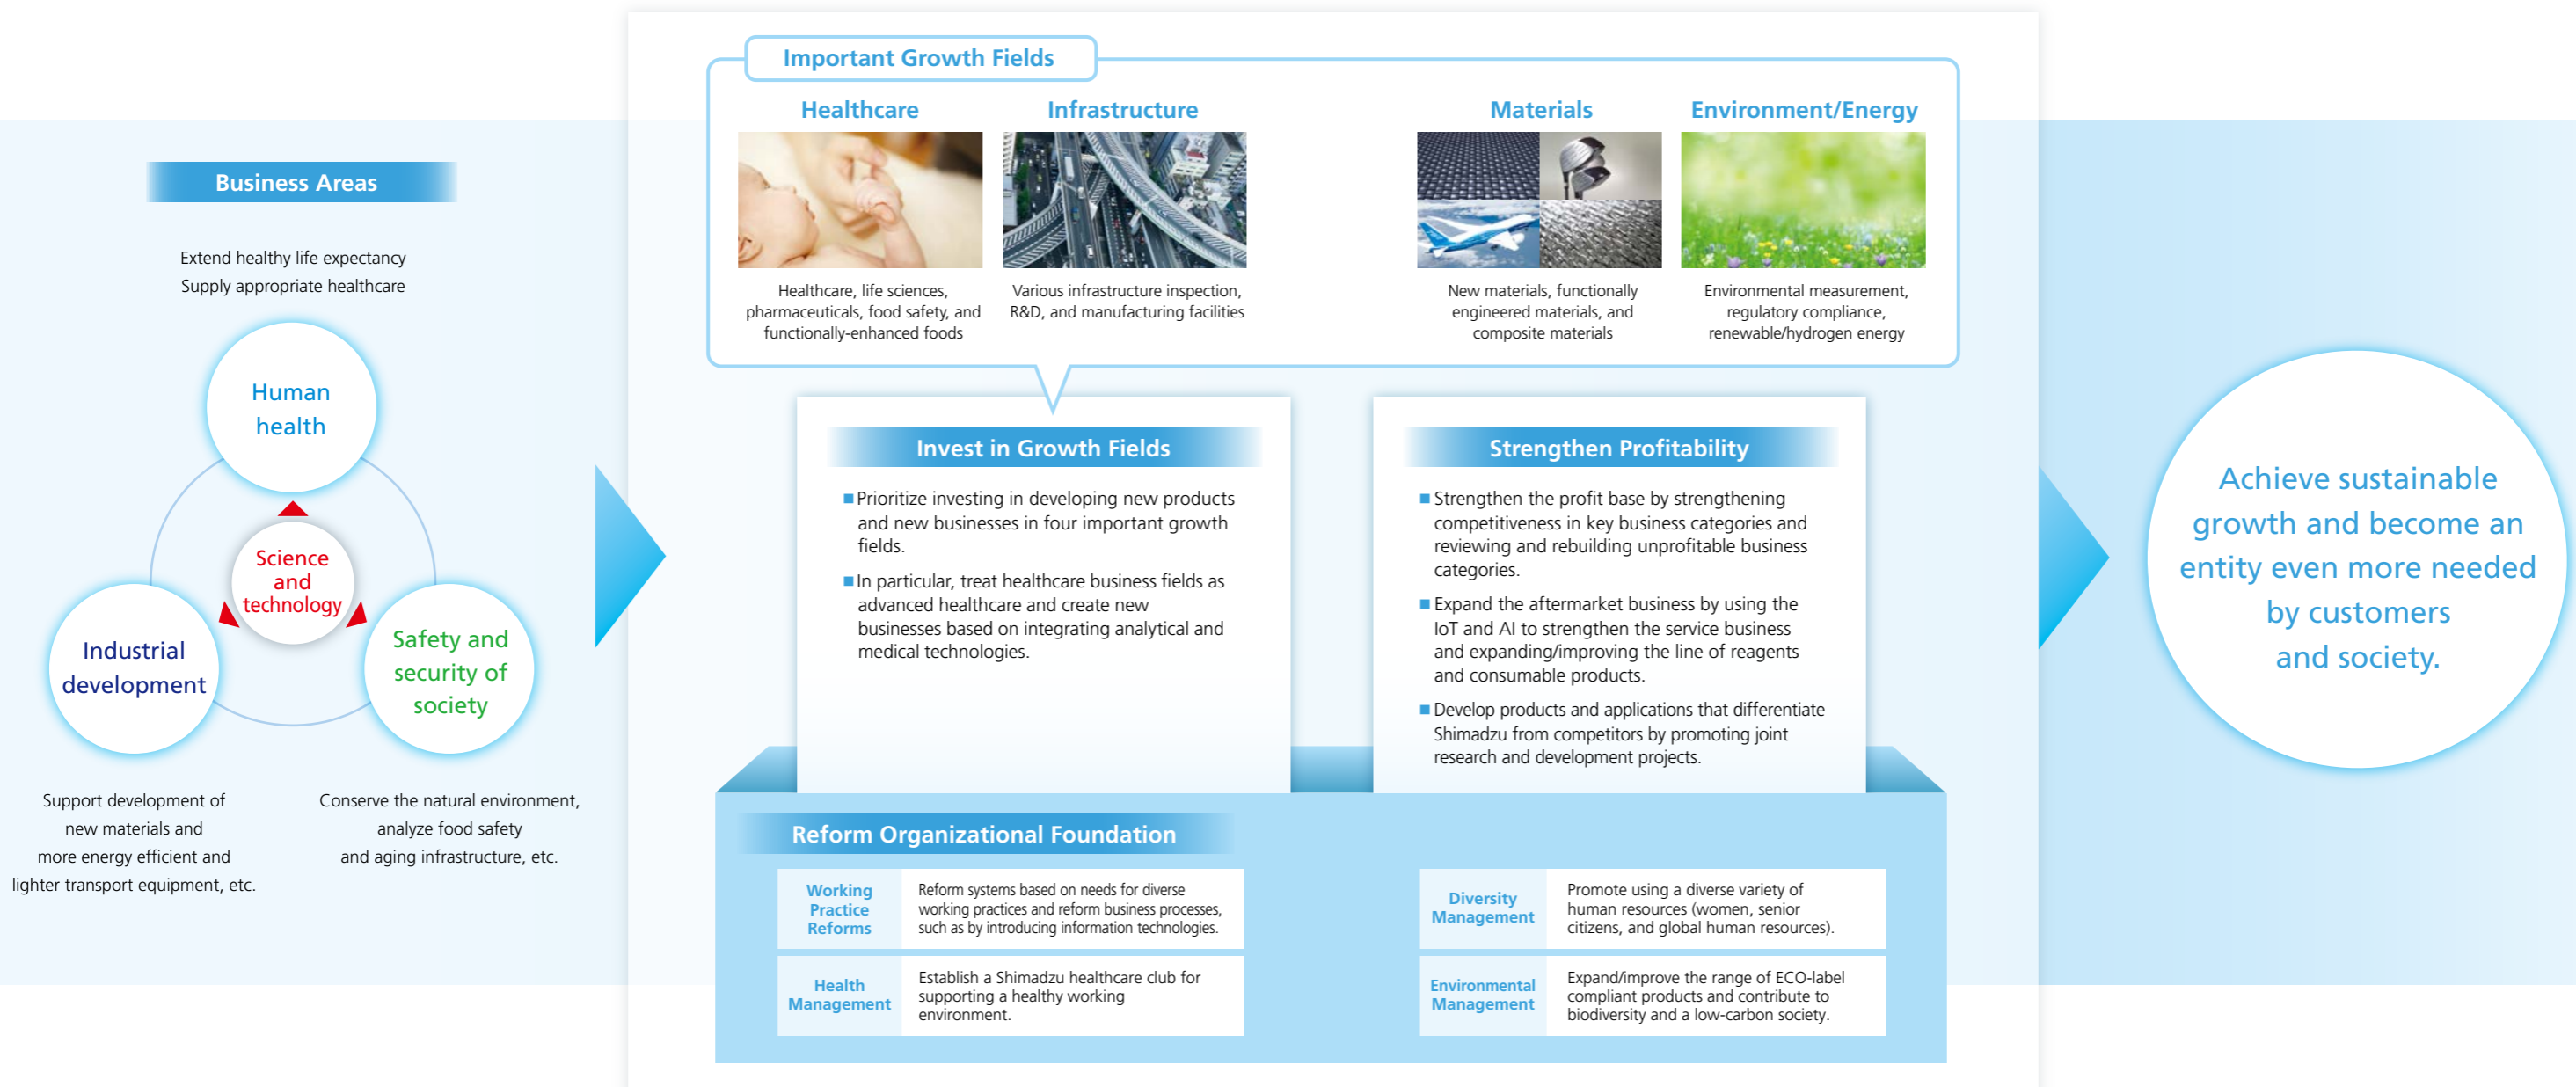 Business Areas
Extend healthy life expectancy
Supply appropriate healthcare
Human
health
Science
and
technology
Industrial
development
Safety and
security of
society
Support development of
new materials and
more energy efficient and
lighter transport equipment, etc.
Conserve the natural environment,
analyze food safety
and aging infrastructure, etc.
Important Growth Fields
Healthcare
Healthcare, life sciences,
pharmaceuticals, food safety, and
functionally-enhanced foods
Infrastructure
Various infrastructure inspection,
R&D, and manufacturing facilities
Materials
New materials, functionally
engineered materials, and
composite materials
Environment/Energy
Environmental measurement,
regulatory compliance,
renewable/hydrogen energy
Invest in Growth Fields
■Prioritize investing in developing new products
and new businesses in four important growth
fields.
■In particular, treat healthcare business fields as
advanced healthcare and create new
businesses based on integrating analytical and
medical technologies.
Strengthen Profitability
■Strengthen the profit base by strengthening
competitiveness in key business categories and
reviewing and rebuilding unprofitable business
categories.
■Expand the aftermarket business by using the
IoT and AI to strengthen the service business
and expanding/improving the line of reagents
and consumable products.
■Develop products and applications that differentiate
Shimadzu from competitors by promoting joint
research and development projects.
Reform Organizational Foundation
Working
Practice
Reforms
Reform systems based on needs for diverse
working practices and reform business processes,
such as by introducing information technologies.
Diversity
Management
Promote using a diverse variety of
human resources (women, senior
citizens, and global human resources).
Health
Management
Establish a Shimadzu healthcare club for
supporting a healthy working
environment.
Environmental
Management
Expand/improve the range of ECO-label
compliant products and contribute to
biodiversity and a low-carbon society.
Achieve sustainable
growth and become an
entity even more needed
by customers
and society.